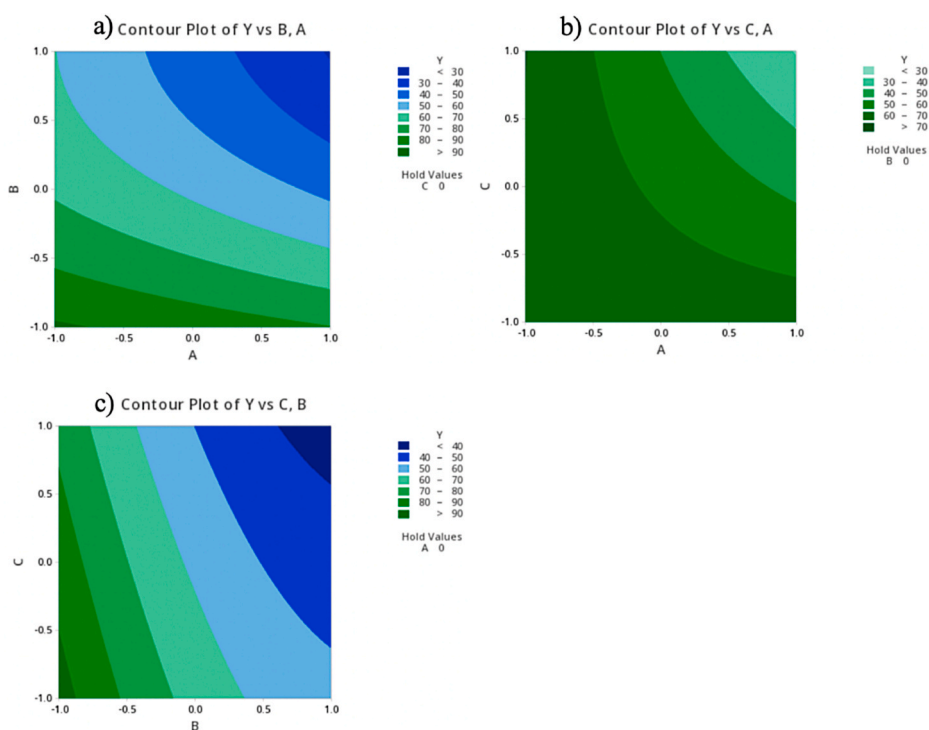 a) Contour Plot of Y vs B, A
1.0
0.5
0.0
-0.5
-1.0
B
-1.0 -0.5 0.0 0.5 1.0
A
Y
< 30
30 – 40
40 – 50
50 – 60
60 – 70
70 – 80
80 – 90
> 90
Hold Values
C 0
b) Contour Plot of Y vs C, A
1.0
0.5
0.0
-0.5
-1.0
C
-1.0 -0.5 0.0 0.5 1.0
A
Y
< 30
30 – 40
40 – 50
50 – 60
60 – 70
> 70
Hold Values
B 0
c) Contour Plot of Y vs C, B
1.0
0.5
0.0
-0.5
-1.0
C
-1.0 -0.5 0.0 0.5 1.0
B
Y
< 40
40 – 50
50 – 60
60 – 70
70 – 80
80 – 90
> 90
Hold Values
A 0